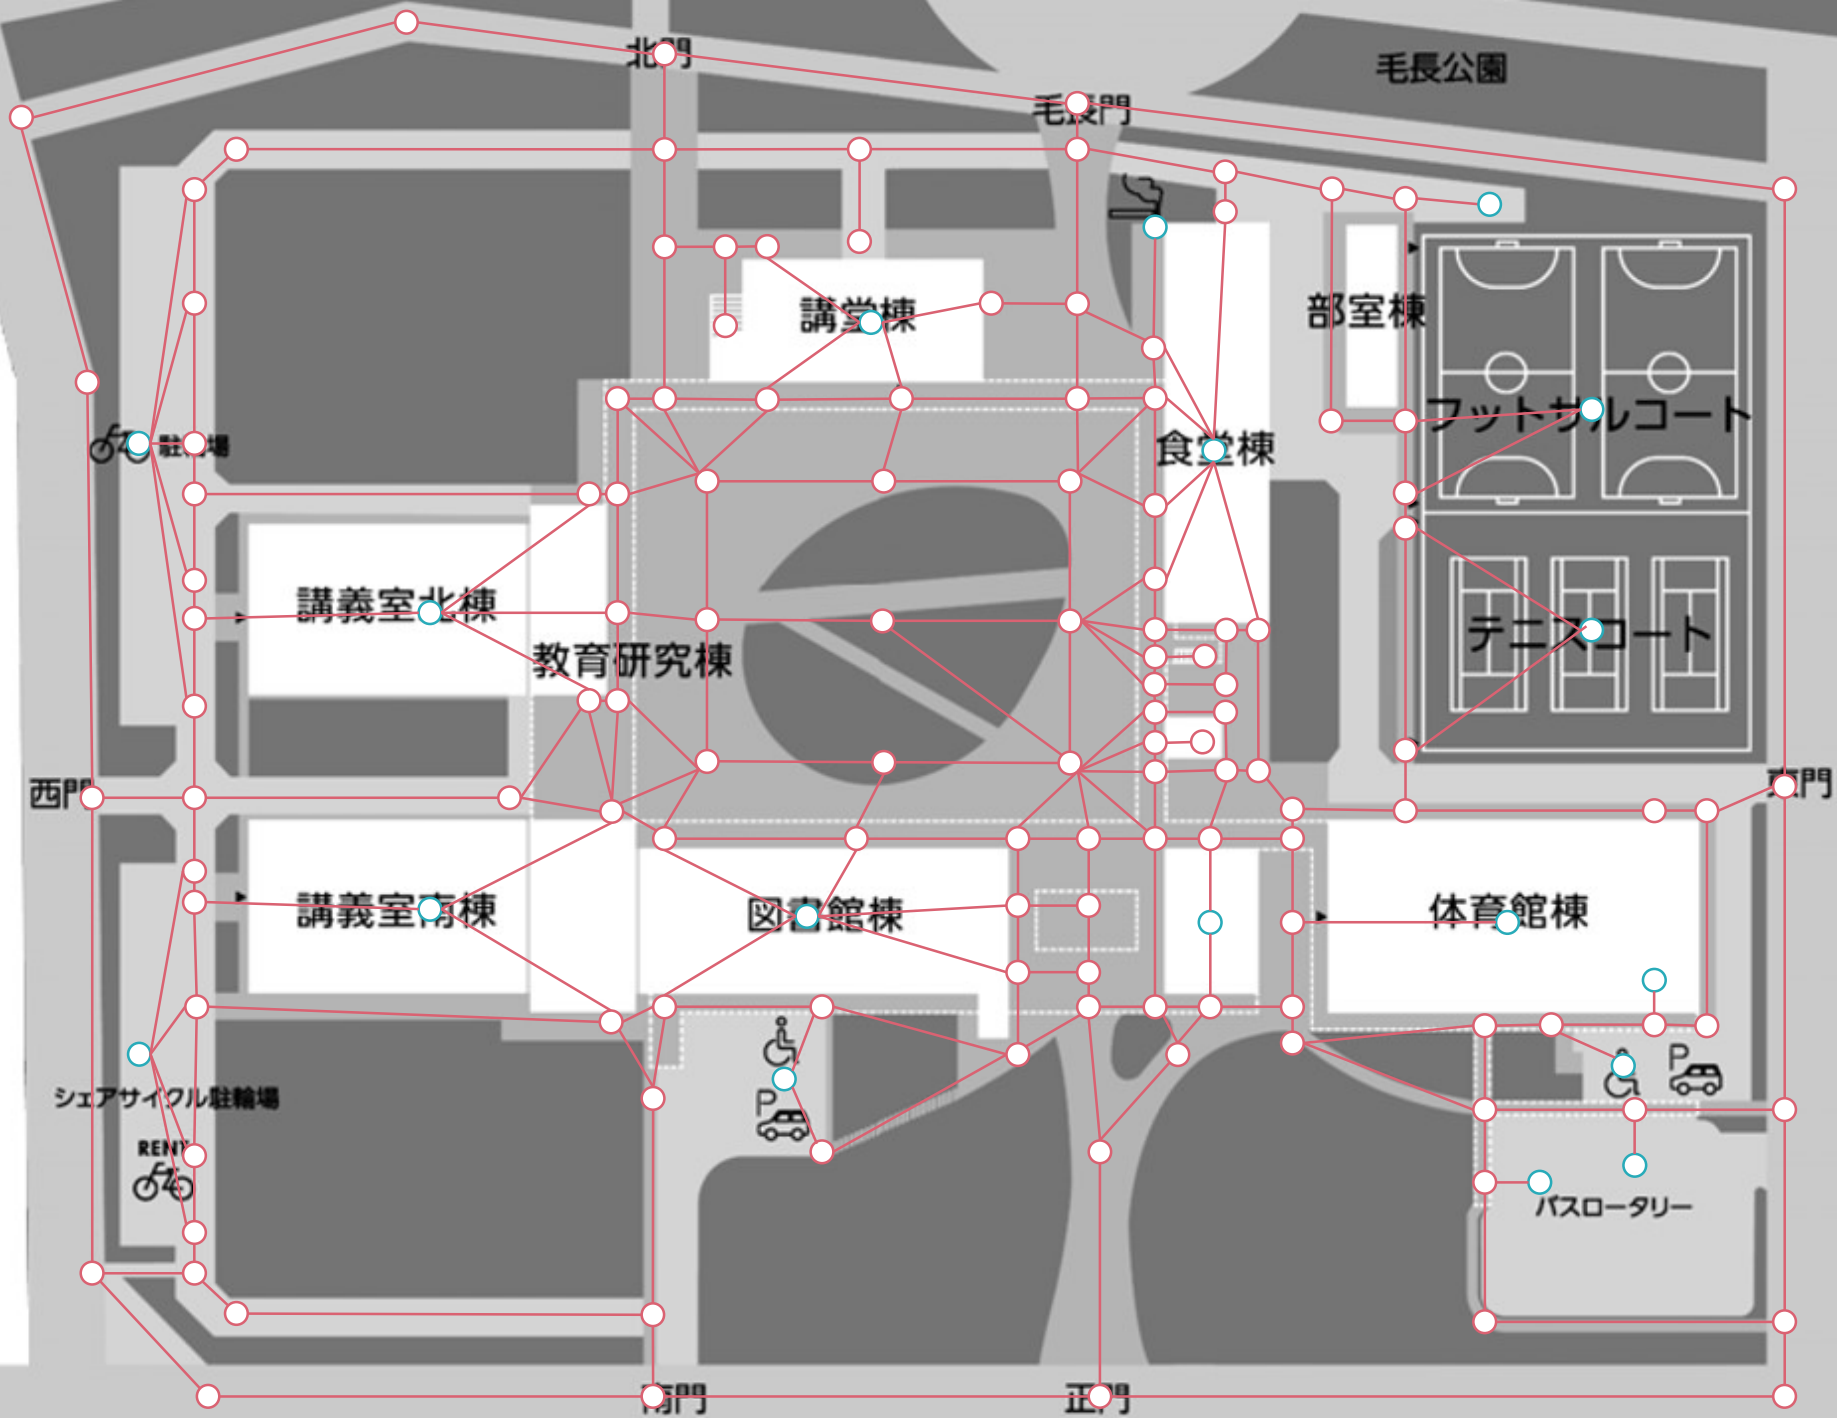 北門
毛長公園
毛長門
講堂棟
部室棟
フットサルコート
駐輪場
食堂棟
講義室北棟
教育研究棟
テニスコート
西門
東門
講義室南棟
図書館棟
体育館棟
P
シェアサイクル駐輪場
P
RENT
バスロータリー
南門
正門